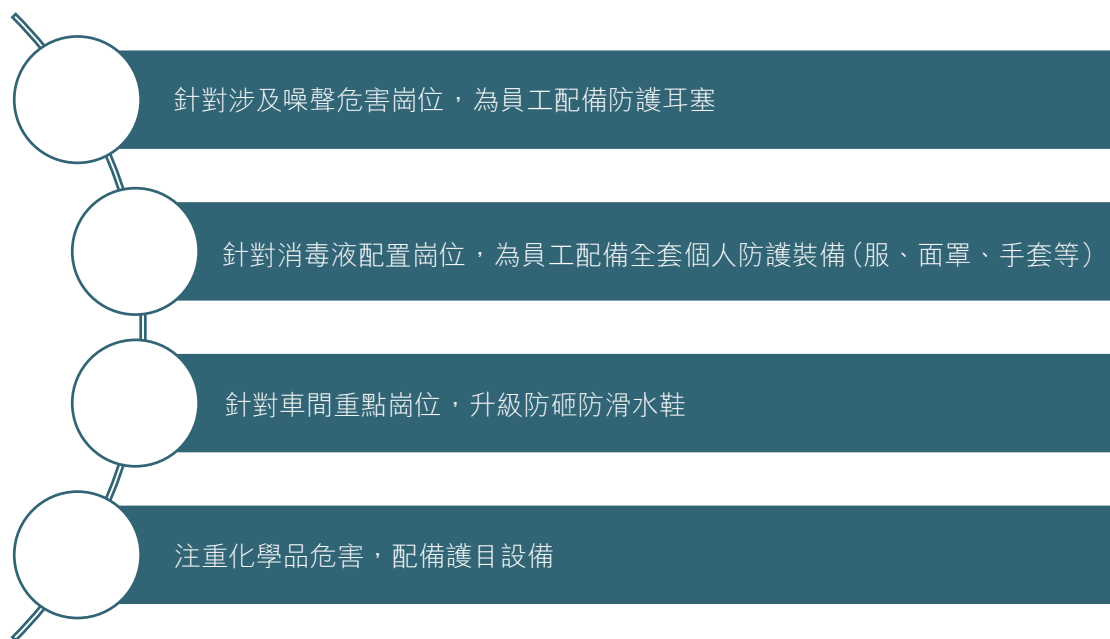 針對涉及噪聲危害崗位，為員工配備防護耳塞
針對消毒液配置崗位，為員工配備全套個人防護裝備(服、面罩、手套等)
針對車間重點崗位，升級防砸防滑水鞋
注重化學品危害，配備護目設備